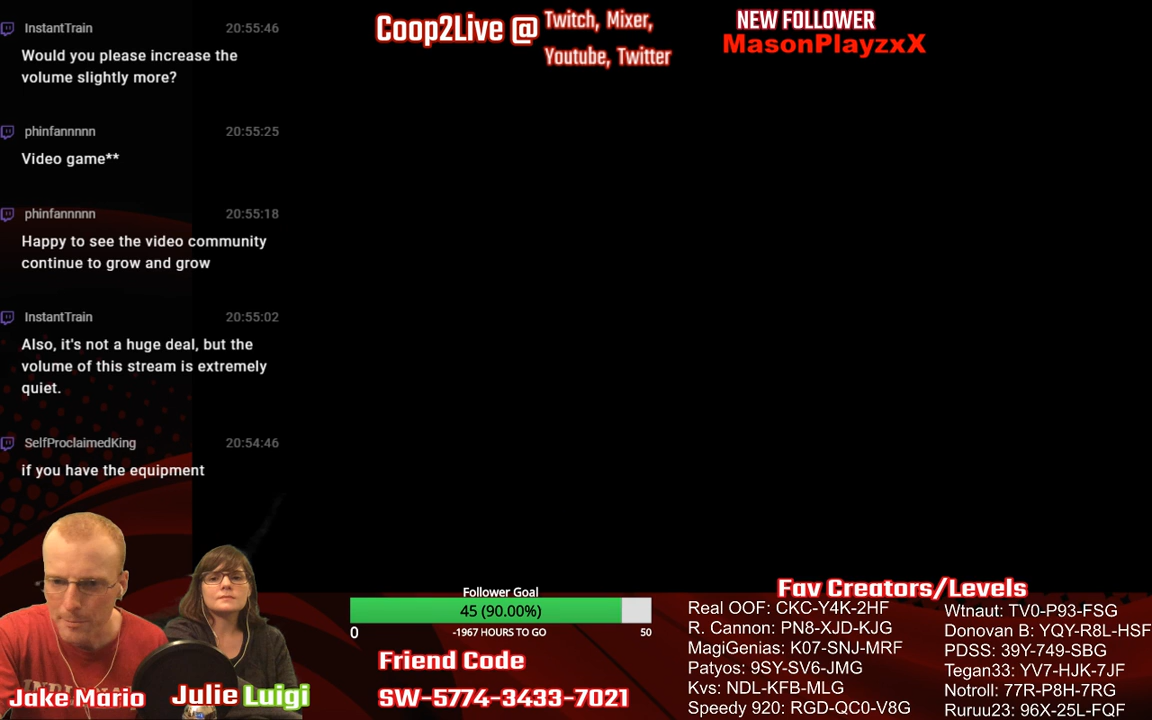 InstantTrain 20:55:46
Would you please increase the
volume slightly more?
phinfannnnn 20:55:25
Video game**
phinfannnnn 20:55:18
Happy to see the video community
continue to grow and grow
InstantTrain 20:55:02
Also, it's not a huge deal, but the
volume of this stream is extremely
quiet.
SelfProclaimedKing 20:54:46
if you have the equipment
Jake Mario
Julie Luigi
Coop2Live @ Twitch, Mixer,
Youtube, Twitter
NEW FOLLOWER
MasonPlayzxX
Follower Goal
45 (90.00%)
0 -1967 HOURS TO GO 50
Friend Code
SW-5774-3433-7021
Fav Creators/Levels
Real OOF: CKC-Y4K-2HF
R. Cannon: PN8-XJD-KJG
MagiGenias: K07-SNJ-MRF
Patyos: 9SY-SV6-JMG
Kvs: NDL-KFB-MLG
Speedy 920: RGD-QC0-V8G
Wtnaut: TV0-P93-FSG
Donovan B: YQY-R8L-HSF
PDSS: 39Y-749-SBG
Tegan33: YV7-HJK-7JF
Notroll: 77R-P8H-7RG
Ruruu23: 96X-25L-FQF